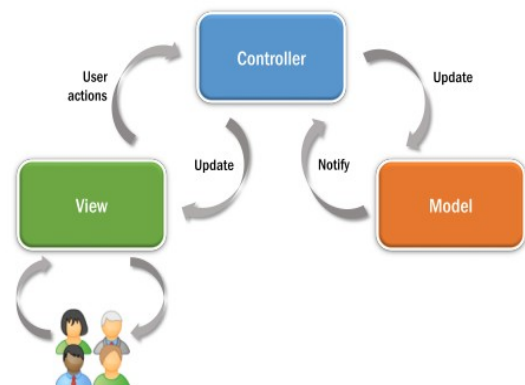 Controller
User
actions
Update
Update
Notify
View
Model